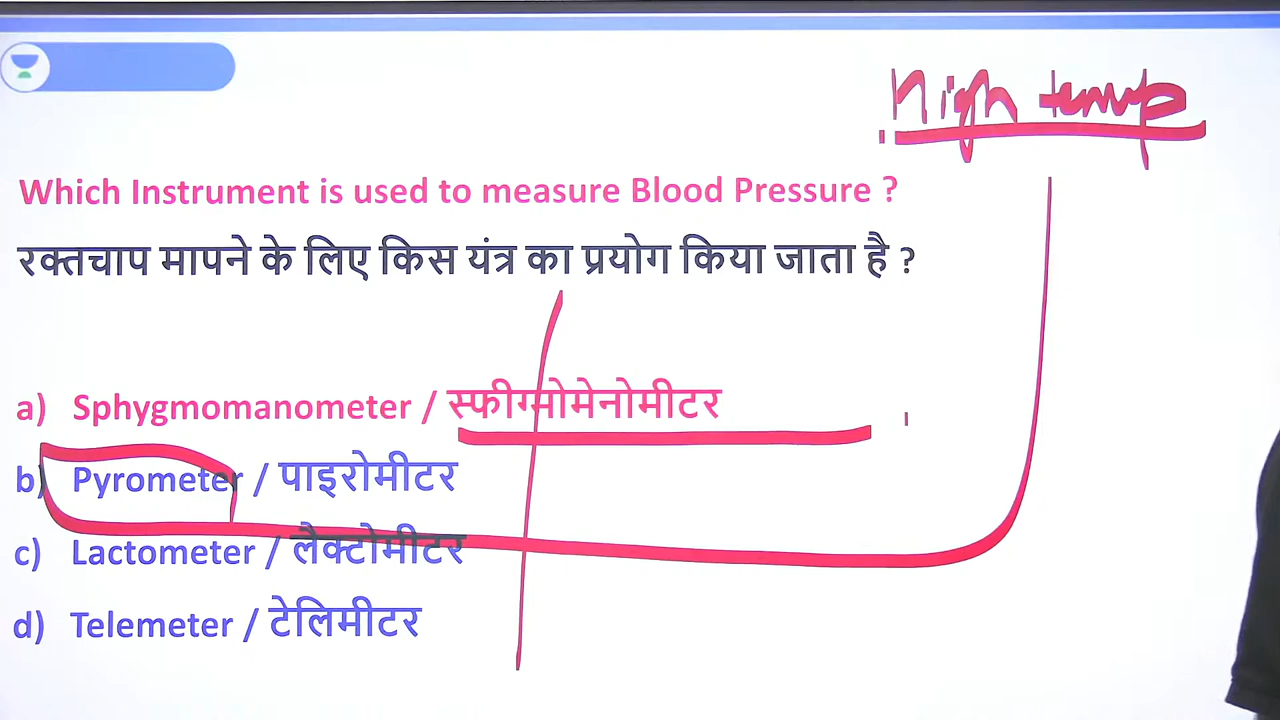 High temp
Which Instrument is used to measure Blood Pressure ?
रक्तचाप मापने के लिए किस यंत्र का प्रयोग किया जाता है ?
a) Sphygmomanometer / स्फीग्मोमेनोमीटर
b) Pyrometer / पाइरोमीटर
c) Lactometer / लैक्टोमीटर
d) Telemeter / टेलिमीटर